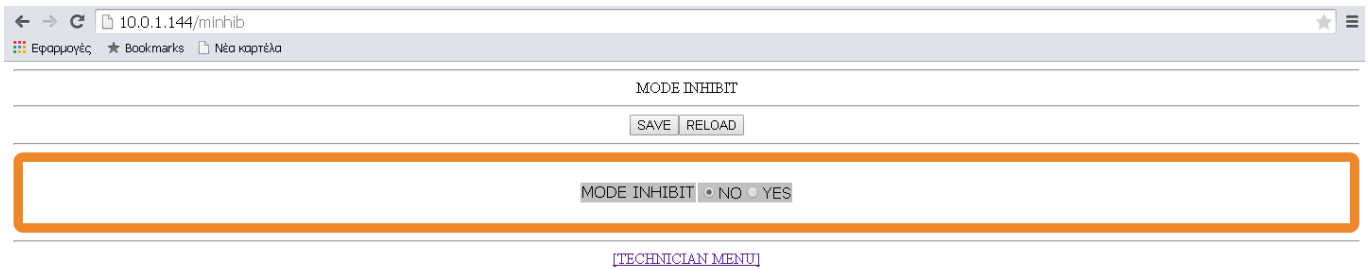 10.0.1.144/minhib
Εφαρμογές Bookmarks Νέα καρτέλα
MODE INHIBIT
SAVE RELOAD
MODE INHIBIT NO YES
[TECHNICIAN MENU]